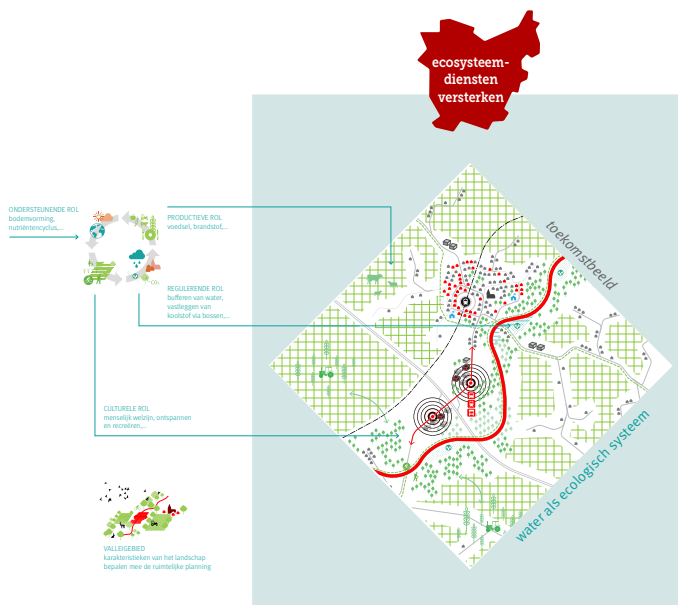 ecosysteem-
diensten
versterken
ONDERSTEUNENDE ROL
bodemvorming,
nutriëntencyclus,...
PRODUCTIEVE ROL
voedsel, brandstof,...
CO₂
REGULERENDE ROL
bufferen van water,
vastleggen van
koolstof via bossen,...
toekomstbeeld
CULTURELE ROL
menselijk welzijn, ontspannen
en recreëren,...
water als ecologisch systeem
VALLEIGEBIED
karakteristieken van het landschap
bepalen mee de ruimtelijke planning